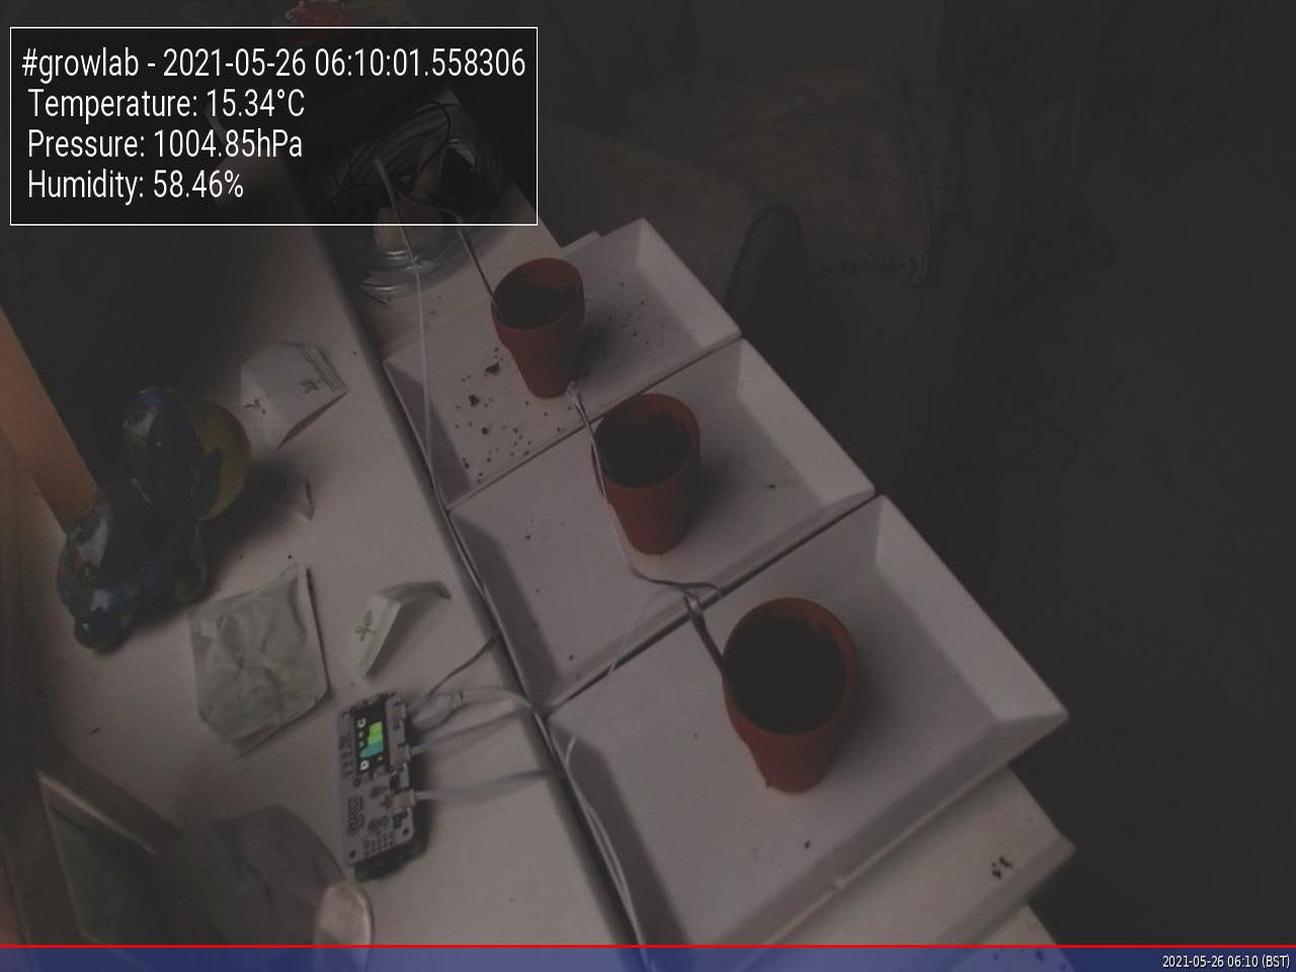 #growlab - 2021-05-26 06:10:01.558306
Temperature: 15.34°C
Pressure: 1004.85hPa
Humidity: 58.46%
2021-05-26 06:10 (BST)